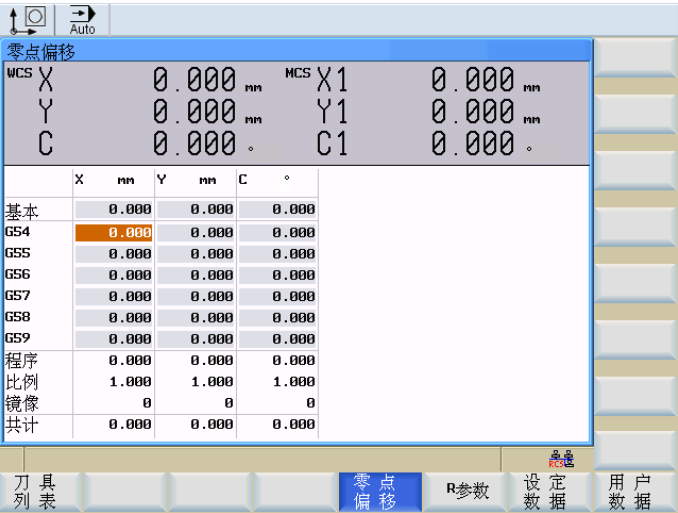 Auto
零点偏移
WCS X 0.000 mm MCS X1 0.000 mm
Y 0.000 mm Y1 0.000 mm
C 0.000 ° C1 0.000 °
X mm Y mm C °
基本 0.000 0.000 0.000
G54 0.000 0.000 0.000
G55 0.000 0.000 0.000
G56 0.000 0.000 0.000
G57 0.000 0.000 0.000
G58 0.000 0.000 0.000
G59 0.000 0.000 0.000
程序 0.000 0.000 0.000
比例 1.000 1.000 1.000
镜像 0 0 0
共计 0.000 0.000 0.000
RCS
刀具 零点 R参数 设定 用户
列表 偏移 数据 数据